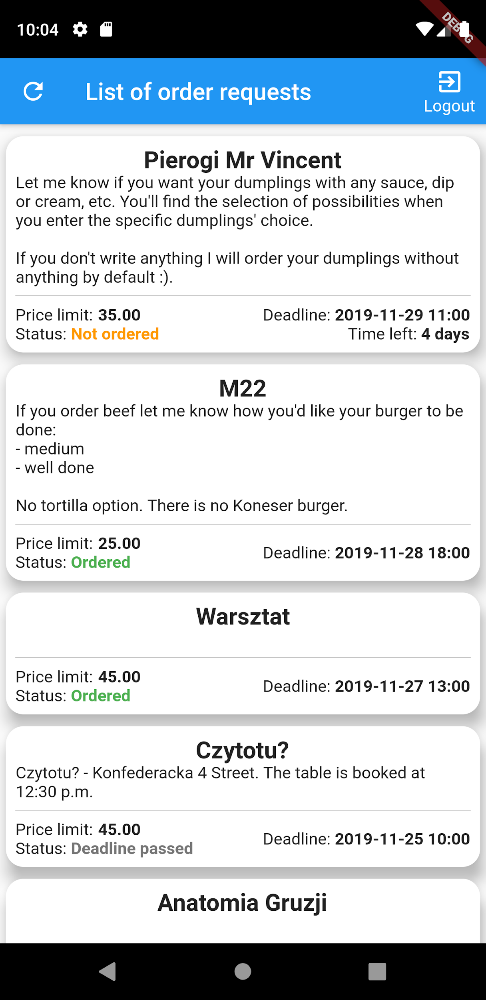 10:04
DEBUG
List of order requests
Logout
Pierogi Mr Vincent
Let me know if you want your dumplings with any sauce, dip
or cream, etc. You'll find the selection of possibilities when
you enter the specific dumplings' choice.
If you don't write anything I will order your dumplings without
anything by default :).
Price limit: 35.00
Deadline: 2019-11-29 11:00
Status: Not ordered
Time left: 4 days
M22
If you order beef let me know how you'd like your burger to be
done:
- medium
- well done
No tortilla option. There is no Koneser burger.
Price limit: 25.00
Status: Ordered
Deadline: 2019-11-28 18:00
Warsztat
Price limit: 45.00
Status: Ordered
Deadline: 2019-11-27 13:00
Czytotu?
Czytotu? - Konfederacka 4 Street. The table is booked at
12:30 p.m.
Price limit: 45.00
Status: Deadline passed
Deadline: 2019-11-25 10:00
Anatomia Gruzji